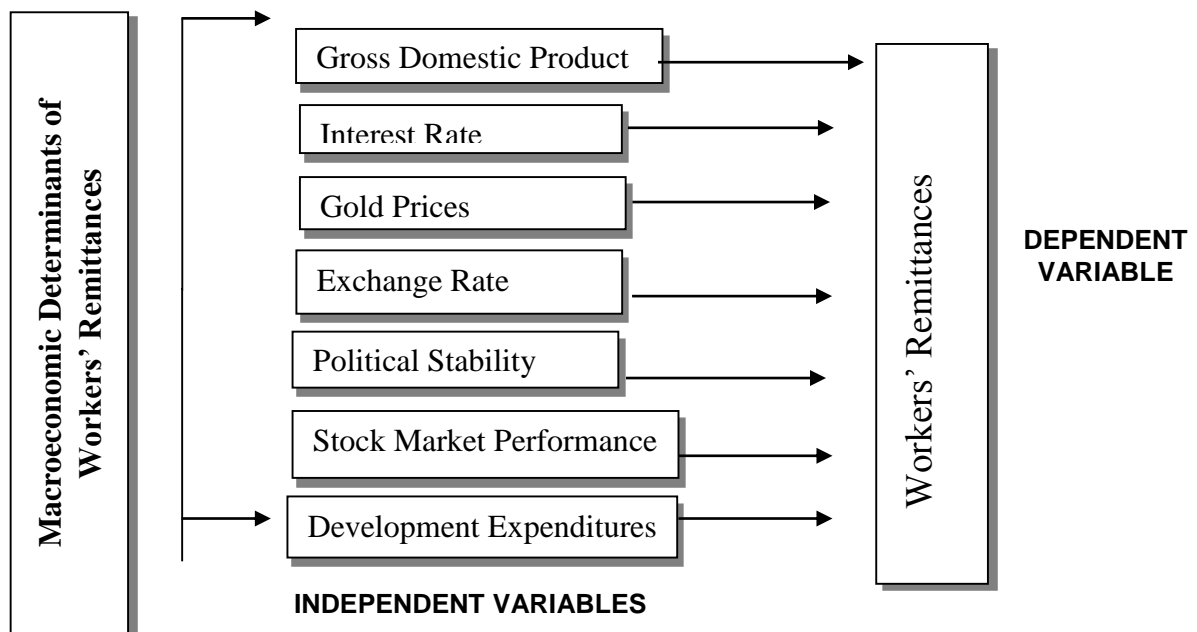 Macroeconomic Determinants of
Workers’ Remittances
Gross Domestic Product
Interest Rate
Gold Prices
Exchange Rate
Political Stability
Stock Market Performance
Development Expenditures
INDEPENDENT VARIABLES
Workers’ Remittances
DEPENDENT
VARIABLE